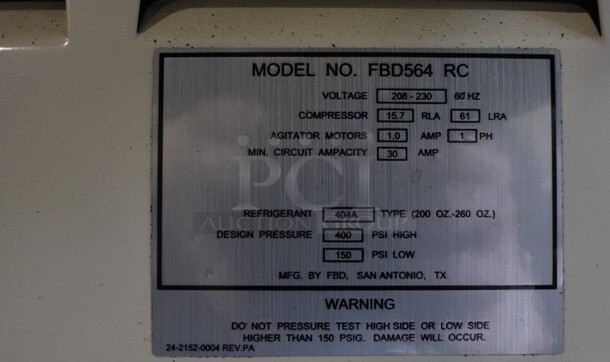 MODEL NO. FBD564 RC
VOLTAGE 208 - 230 60 HZ
COMPRESSOR 15.7 RLA 61 LRA
AGITATOR MOTORS 1.0 AMP 1 PH
MIN. CIRCUIT AMPACITY 30 AMP
PCI
AUCTION GROUP
REFRIGERANT 404A TYPE (200 OZ.-260 OZ.)
DESIGN PRESSURE 400 PSI HIGH
150 PSI LOW
MFG. BY FBD, SAN ANTONIO, TX
WARNING
DO NOT PRESSURE TEST HIGH SIDE OR LOW SIDE
HIGHER THAN 150 PSIG. DAMAGE WILL OCCUR.
24-2152-0004 REV.PA